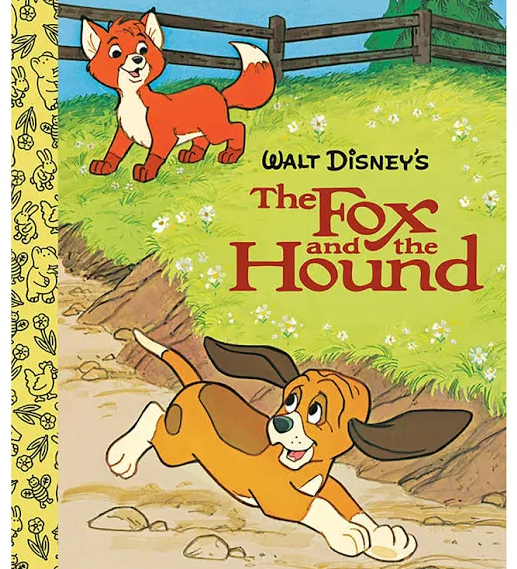 WALT DISNEY'S
The Fox
and the
Hound